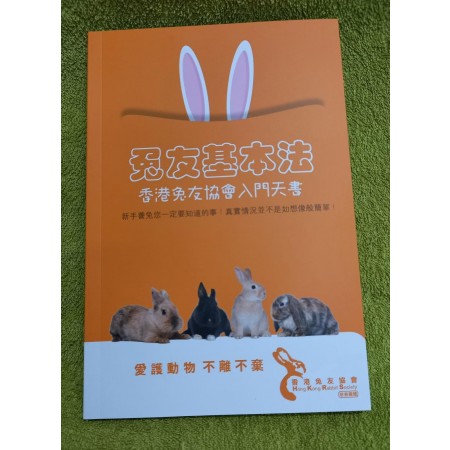 兔友基本法
香港兔友協會入門天書
新手養兔您一定要知道的事：真實情況並不是如想像般簡單！
愛護動物 不離不棄
香港兔友協會
Hong Kong Rabbit Society